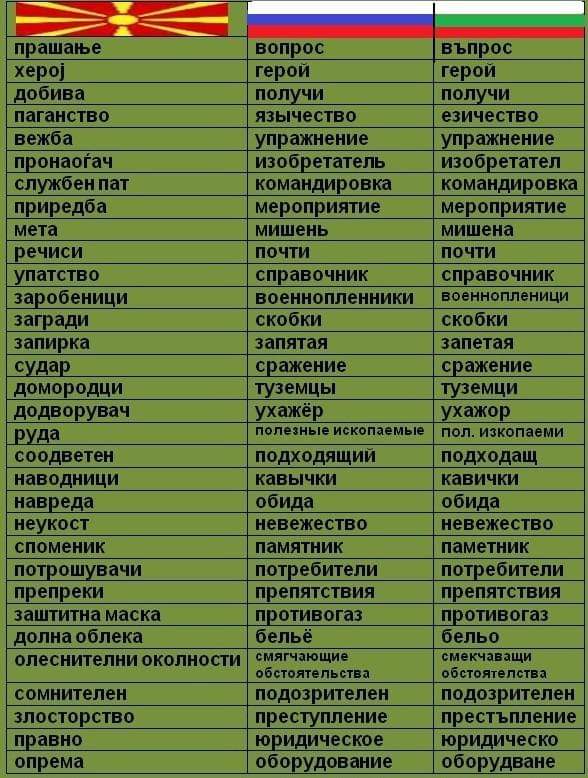 прашање вопрос въпрос
херој герой герой
добива получи получи
паганство язычество езичество
вежба упражнение упражнение
пронаоѓач изобретатель изобретател
службен пат командировка командировка
приредба мероприятие мероприятие
мета мишень мишена
речиси почти почти
упатство справочник справочник
заробеници военнопленники военнопленици
загради скобки скобки
запирка запятая запетая
судар сражение сражение
домородци туземцы туземци
додворувач ухажёр ухажор
руда полезные ископаемые пол. изкопаеми
соодветен подходящий подходащ
наводници кавычки кавички
навреда обида обида
неукост невежество невежество
споменик памятник паметник
потрошувачи потребители потребители
препреки препятствия препятствия
заштитна маска противогаз противогаз
долна облека бельё бельо
олеснителни околности смягчающие обстоятельства смекчаващи обстоятелства
сомнителен подозрителен подозрителен
злосторство преступление престъпление
правно юридическое юридическо
опрема оборудование оборудване